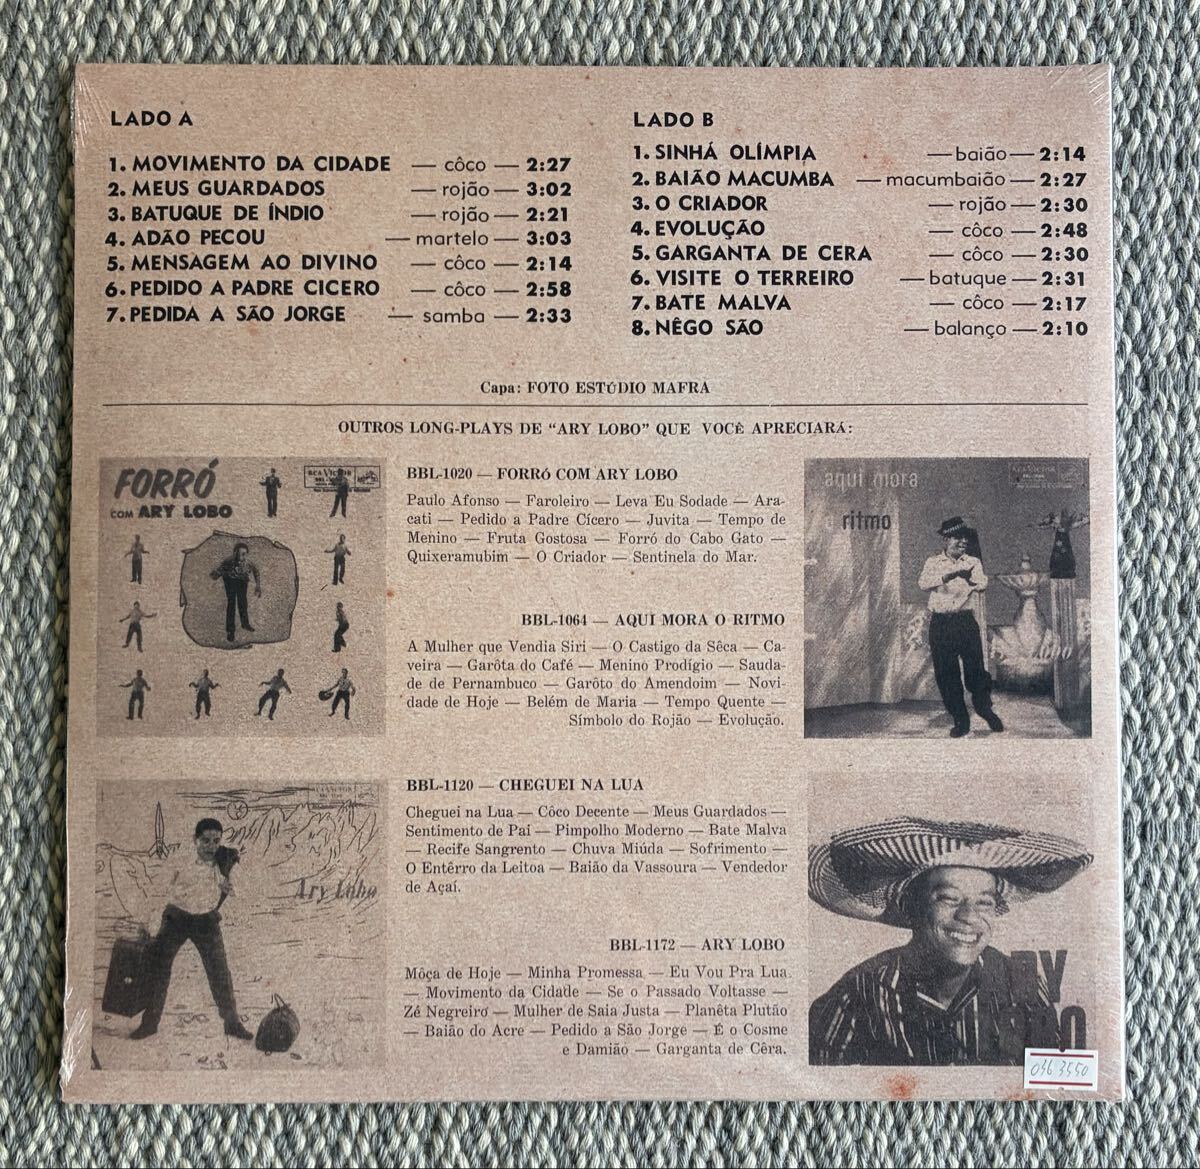 LADO A
1. MOVIMENTO DA CIDADE — côco — 2:27
2. MEUS GUARDADOS — rojão — 3:02
3. BATUQUE DE ÍNDIO — rojão — 2:21
4. ADÃO PECOU — martelo — 3:03
5. MENSAGEM AO DIVINO — côco — 2:14
6. PEDIDO A PADRE CICERO — côco — 2:58
7. PEDIDA A SÃO JORGE — samba — 2:33
LADO B
1. SINHÁ OLÍMPIA — baião — 2:14
2. BAIÃO MACUMBA — macumbaião — 2:27
3. O CRIADOR — rojão — 2:30
4. EVOLUÇÃO — côco — 2:48
5. GARGANTA DE CERA — côco — 2:30
6. VISITE O TERREIRO — batuque — 2:31
7. BATE MALVA — côco — 2:17
8. NÊGO SÃO — balanço — 2:10
Capa: FOTO ESTÚDIO MAFRA
OUTROS LONG-PLAYS DE “ARY LOBO” QUE VOCÊ APRECIARÁ:
FORRÓ
COM ARY LOBO
RCA VICTOR
BBL-1020 — FORRÓ COM ARY LOBO
Paulo Afonso — Faroleiro — Leva Eu Sodade — Ara-
cati — Pedido a Padre Cícero — Juvita — Tempo de
Menino — Fruta Gostosa — Forró do Cabo Gato —
Quixeramubim — O Criador — Sentinela do Mar.
aqui mora
ritmo
BBL-1064 — AQUI MORA O RITMO
A Mulher que Vendia Siri — O Castigo da Sêca — Ca-
veira — Garôta do Café — Menino Prodígio — Sauda-
de de Pernambuco — Garôto do Amendoim — Novi-
dade de Hoje — Belém de Maria — Tempo Quente —
Símbolo do Rojão — Evolução.
Ary Lobo
BBL-1120 — CHEGUEI NA LUA
Cheguei na Lua — Côco Decente — Meus Guardados —
Sentimento de Pai — Pimpolho Moderno — Bate Malva
— Recife Sangrento — Chuva Miúda — Sofrimento —
O Entêrro da Leitoa — Baião da Vassoura — Vendedor
de Açaí.
BBL-1172 — ARY LOBO
Môça de Hoje — Minha Promessa — Eu Vou Pra Lua
— Movimento da Cidade — Se o Passado Voltasse —
Zé Negreiro — Mulher de Saia Justa — Planêta Plutão
— Baião do Acre — Pedido a São Jorge — É o Cosme
e Damião — Garganta de Cêra.
ARY
LOBO
036 3550